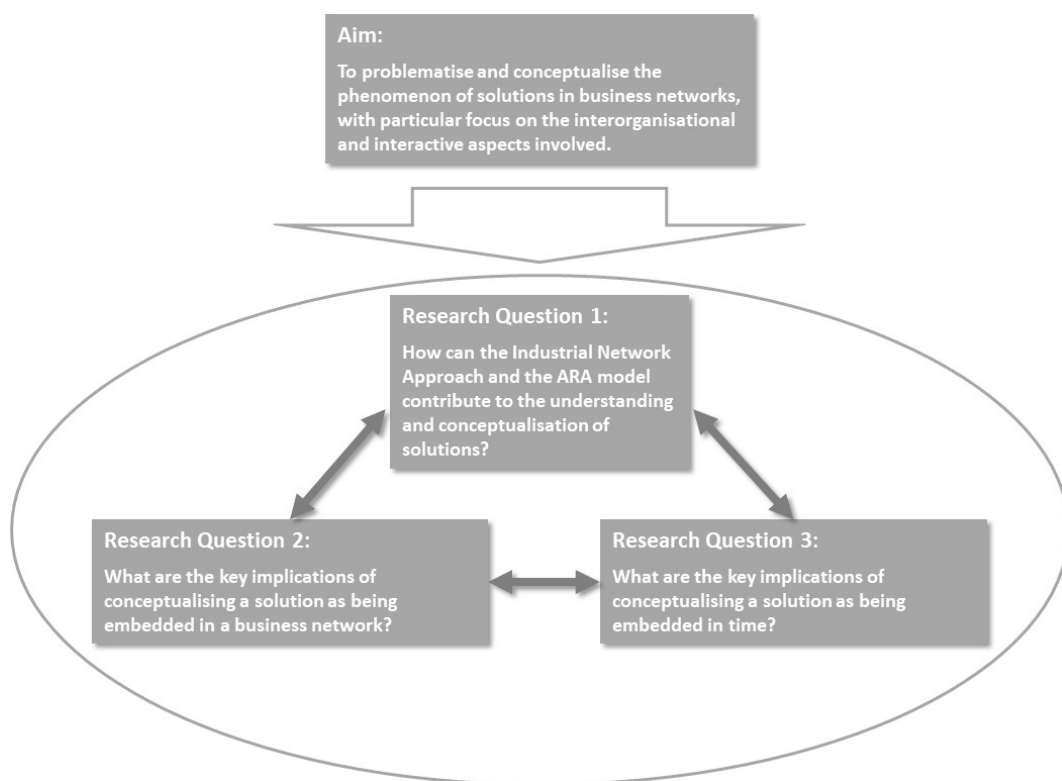 Aim:
To problematise and conceptualise the
phenomenon of solutions in business networks,
with particular focus on the interorganisational
and interactive aspects involved.
Research Question 1:
How can the Industrial Network
Approach and the ARA model
contribute to the understanding
and conceptualisation of
solutions?
Research Question 2:
What are the key implications of
conceptualising a solution as being
embedded in a business network?
Research Question 3:
What are the key implications of
conceptualising a solution as being
embedded in time?